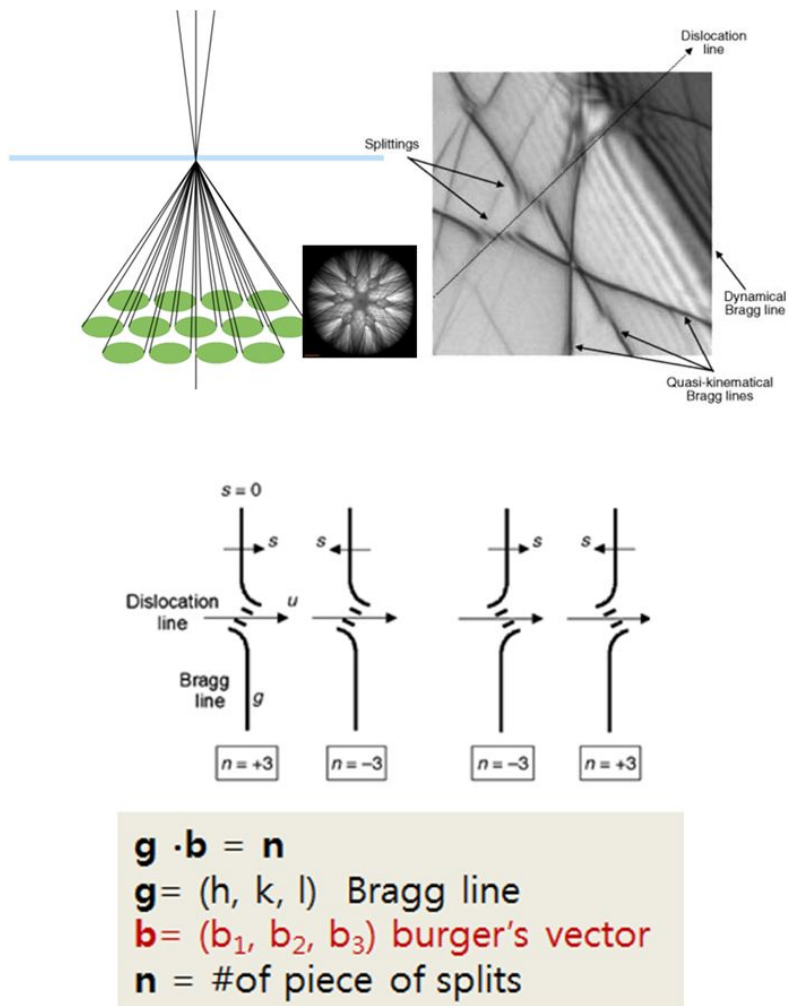 Dislocation
line
Splittings
Dynamical
Bragg line
Quasi-kinematical
Bragg lines
s = 0
s
s
s
s
Dislocation
line
u
Bragg
line
g
n = +3
n = –3
n = –3
n = +3
g ·b = n
g= (h, k, l) Bragg line
b= (b₁, b₂, b₃) burger's vector
n = #of piece of splits